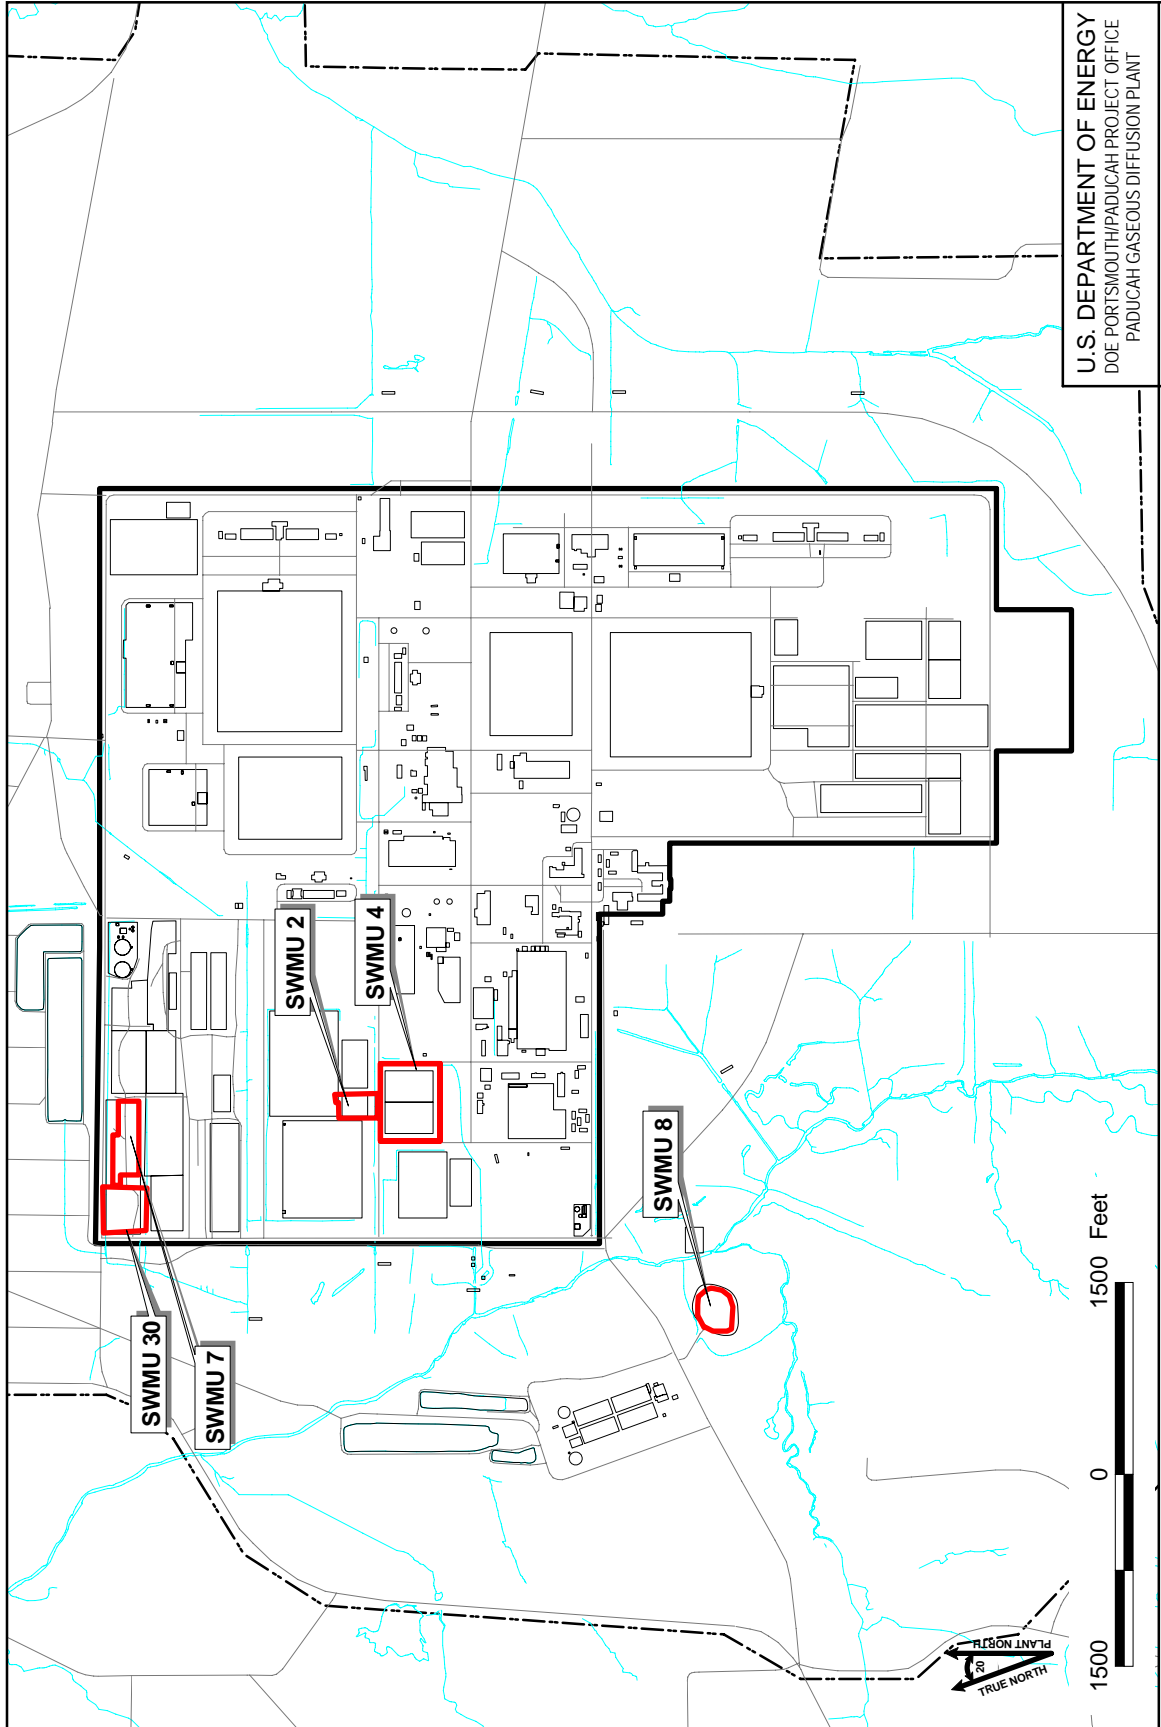 SWMU 30
SWMU 7
SWMU 2
SWMU 4
SWMU 8
1500 0 1500 Feet
PLANT NORTH
20
TRUE NORTH
U.S. DEPARTMENT OF ENERGY
DOE PORTSMOUTH/PADUCAH PROJECT OFFICE
PADUCAH GASEOUS DIFFUSION PLANT